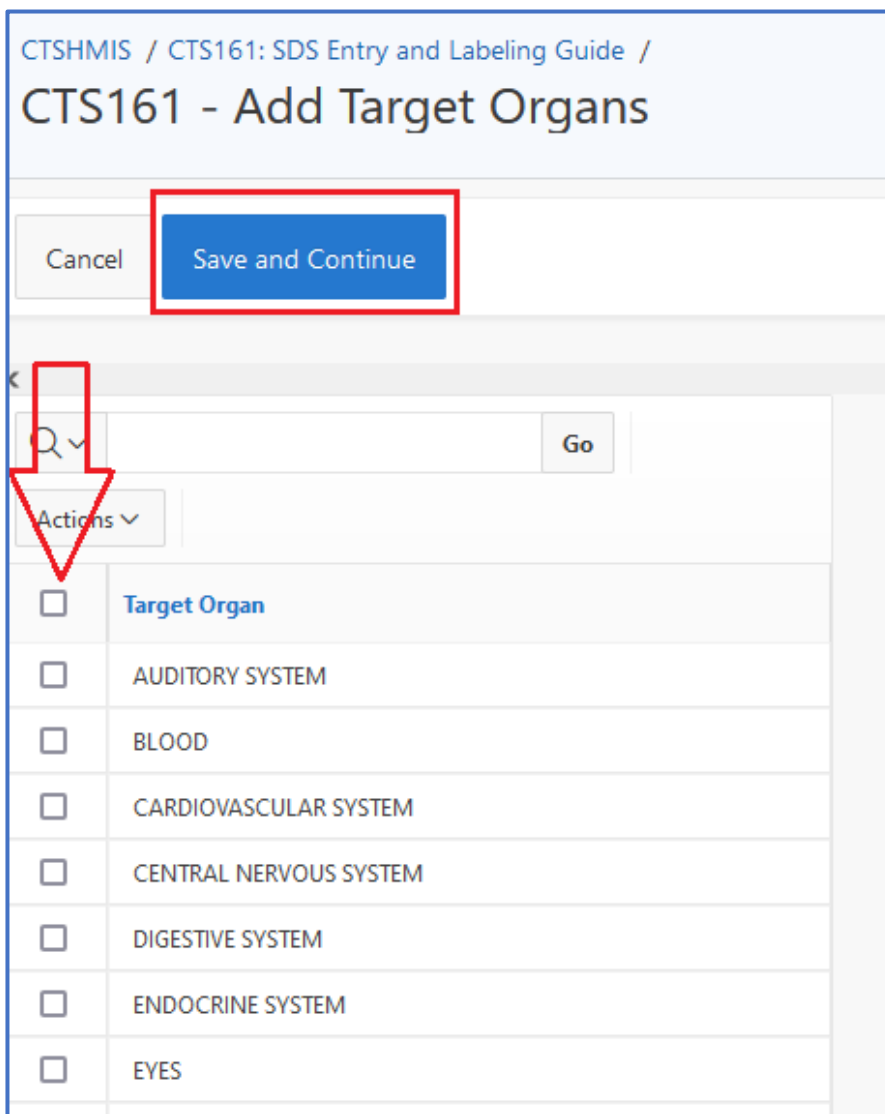 CTSHMIS / CTS161: SDS Entry and Labeling Guide /
CTS161 - Add Target Organs
Cancel Save and Continue
Go
Actions
Target Organ
AUDITORY SYSTEM
BLOOD
CARDIOVASCULAR SYSTEM
CENTRAL NERVOUS SYSTEM
DIGESTIVE SYSTEM
ENDOCRINE SYSTEM
EYES